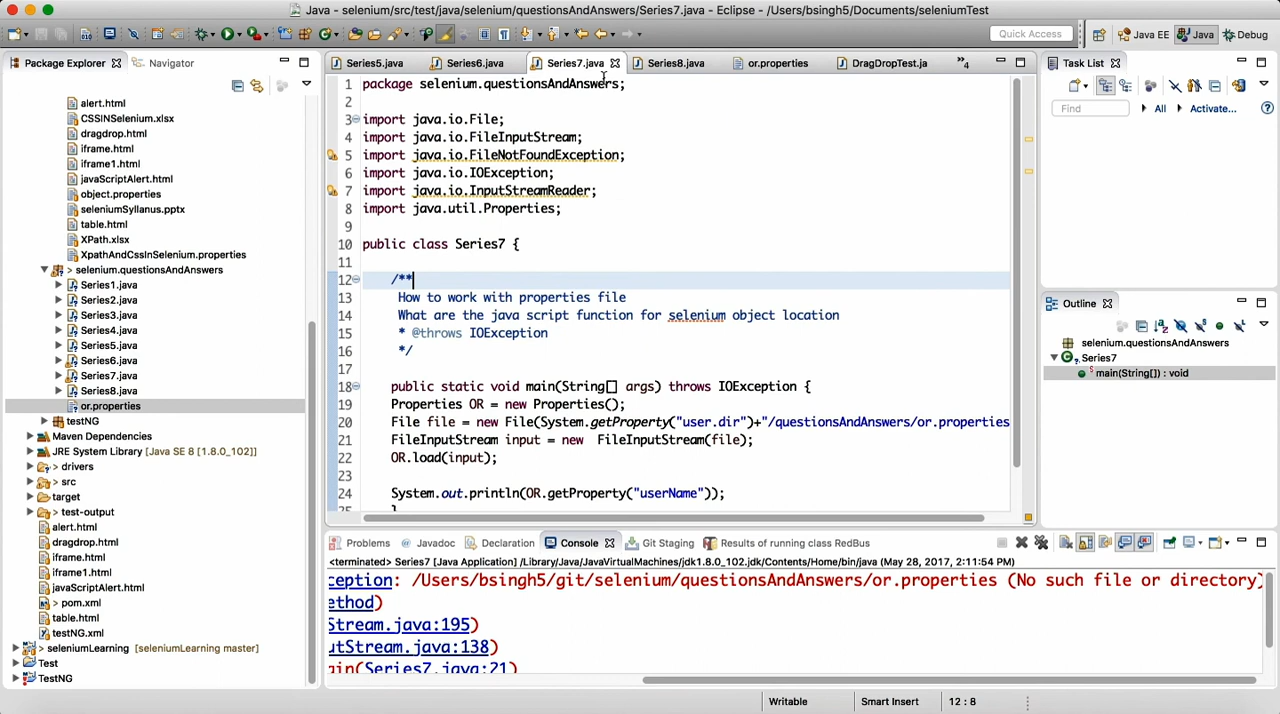 Java - selenium/src/test/java/selenium/questionsAndAnswers/Series7.java - Eclipse - /Users/bsingh5/Documents/seleniumTest
Quick Access
Java EE
Java
Debug
Package Explorer
Navigator
alert.html
CSSINSelenium.xlsx
dragdrop.html
iframe.html
iframe1.html
javaScriptAlert.html
object.properties
seleniumSyllanus.pptx
table.html
XPath.xlsx
XpathAndCssInSelenium.properties
> selenium.questionsAndAnswers
Series1.java
Series2.java
Series3.java
Series4.java
Series5.java
Series6.java
Series7.java
Series8.java
or.properties
testNG
Maven Dependencies
JRE System Library [Java SE 8 [1.8.0_102]]
> drivers
> src
target
> test-output
alert.html
dragdrop.html
iframe.html
iframe1.html
javaScriptAlert.html
> pom.xml
table.html
testNG.xml
> seleniumLearning [seleniumLearning master]
Test
TestNG
Series5.java
Series6.java
Series7.java
Series8.java
or.properties
DragDropTest.ja
»4
1 package selenium.questionsAndAnswers;
2
3 import java.io.File;
4 import java.io.FileInputStream;
5 import java.io.FileNotFoundException;
6 import java.io.IOException;
7 import java.io.InputStreamReader;
8 import java.util.Properties;
9
10 public class Series7 {
11
12 /**
13 How to work with properties file
14 What are the java script function for selenium object location
15 * @throws IOException
16 */
17
18 public static void main(String[] args) throws IOException {
19 Properties OR = new Properties();
20 File file = new File(System.getProperty("user.dir")+"/questionsAndAnswers/or.properties
21 FileInputStream input = new FileInputStream(file);
22 OR.load(input);
23
24 System.out.println(OR.getProperty("userName"));
25 }
Task List
Find
All
Activate...
Outline
selenium.questionsAndAnswers
Series7
main(String[]) : void
Problems
Javadoc
Declaration
Console
Git Staging
Results of running class RedBus
<terminated> Series7 [Java Application] /Library/Java/JavaVirtualMachines/jdk1.8.0_102.jdk/Contents/Home/bin/java (May 28, 2017, 2:11:54 PM)
ception: /Users/bsingh5/git/selenium/questionsAndAnswers/or.properties (No such file or directory)
ethod)
Stream.java:195)
utStream.java:138)
ain(Series7.java:21)
Writable
Smart Insert
12 : 8